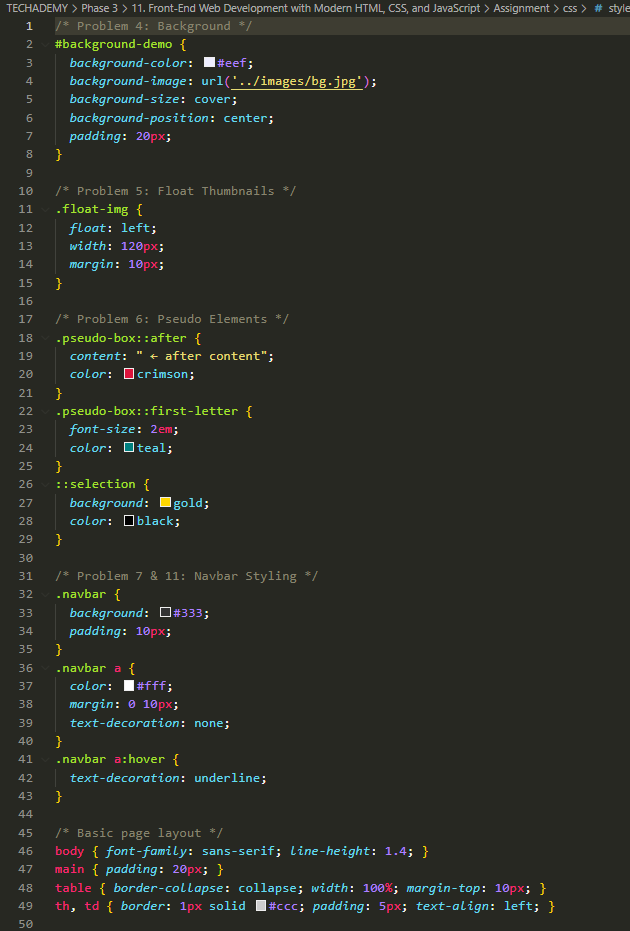 TECHADEMY > Phase 3 > 11. Front-End Web Development with Modern HTML, CSS, and JavaScript > Assignment > css > # style
1 /* Problem 4: Background */
2 #background-demo {
3 background-color: #eef;
4 background-image: url('../images/bg.jpg');
5 background-size: cover;
6 background-position: center;
7 padding: 20px;
8 }
9
10 /* Problem 5: Float Thumbnails */
11 .float-img {
12 float: left;
13 width: 120px;
14 margin: 10px;
15 }
16
17 /* Problem 6: Pseudo Elements */
18 .pseudo-box::after {
19 content: " ← after content";
20 color: crimson;
21 }
22 .pseudo-box::first-letter {
23 font-size: 2em;
24 color: teal;
25 }
26 ::selection {
27 background: gold;
28 color: black;
29 }
30
31 /* Problem 7 & 11: Navbar Styling */
32 .navbar {
33 background: #333;
34 padding: 10px;
35 }
36 .navbar a {
37 color: #fff;
38 margin: 0 10px;
39 text-decoration: none;
40 }
41 .navbar a:hover {
42 text-decoration: underline;
43 }
44
45 /* Basic page layout */
46 body { font-family: sans-serif; line-height: 1.4; }
47 main { padding: 20px; }
48 table { border-collapse: collapse; width: 100%; margin-top: 10px; }
49 th, td { border: 1px solid #ccc; padding: 5px; text-align: left; }
50